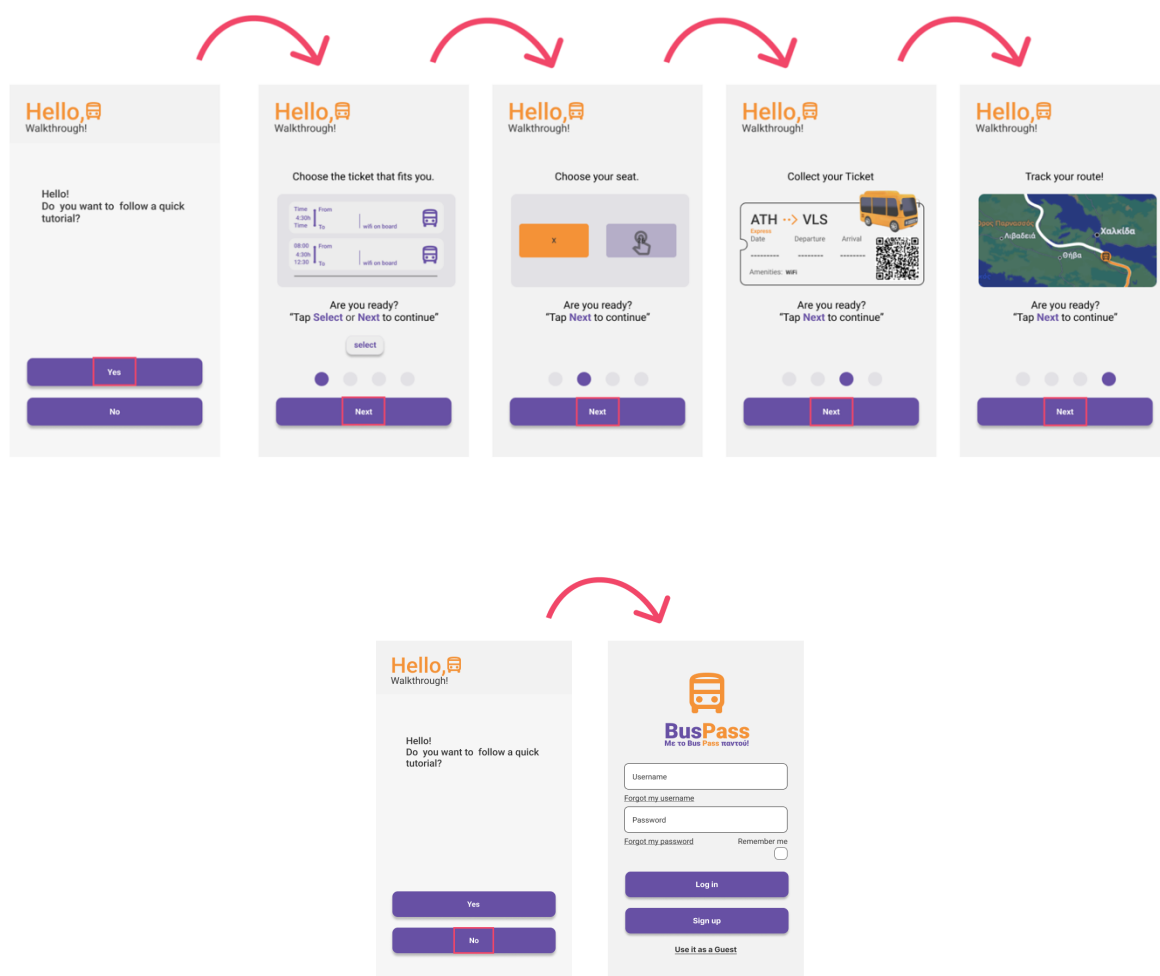 Hello,
Walkthrough!
Hello!
Do you want to follow a quick
tutorial?
Yes
No
Hello,
Walkthrough!
Choose the ticket that fits you.
Time From
4:30h
Time To wifi on board
08:00 From
4:30h
12:30 To wifi on board
Are you ready?
“Tap Select or Next to continue”
select
Next
Hello,
Walkthrough!
Choose your seat.
X
Are you ready?
“Tap Next to continue”
Next
Hello,
Walkthrough!
Collect your Ticket
ATH ··> VLS
Express
Date Departure Arrival
--------- -------- --------
Amenities: WiFi
Are you ready?
“Tap Next to continue”
Next
Hello,
Walkthrough!
Track your route!
Λιβαδειά
Χαλκίδα
Θήβα
Are you ready?
“Tap Next to continue”
Next
Hello,
Walkthrough!
Hello!
Do you want to follow a quick
tutorial?
Yes
No
BusPass
Με το Bus Pass παντού!
Username
Forgot my username
Password
Forgot my password Remember me
Log in
Sign up
Use it as a Guest